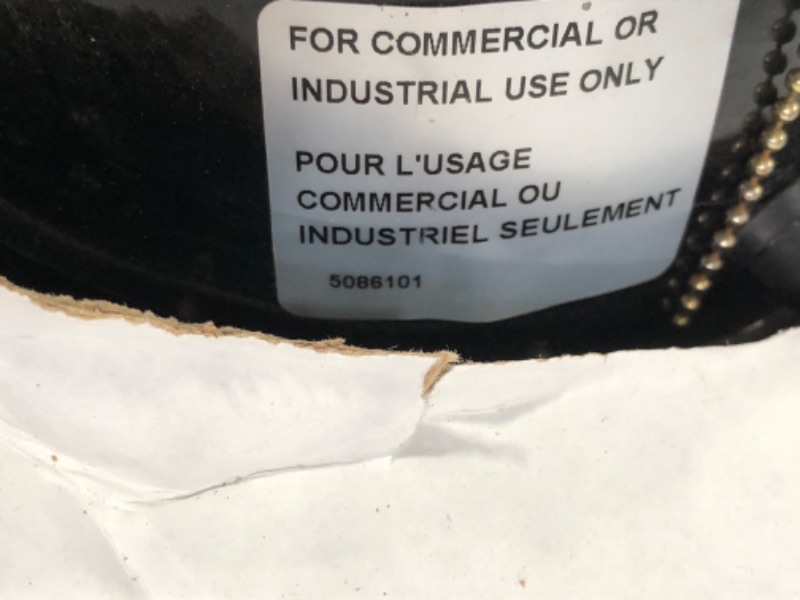 FOR COMMERCIAL OR
INDUSTRIAL USE ONLY
POUR L'USAGE
COMMERCIAL OU
INDUSTRIEL SEULEMENT
5086101